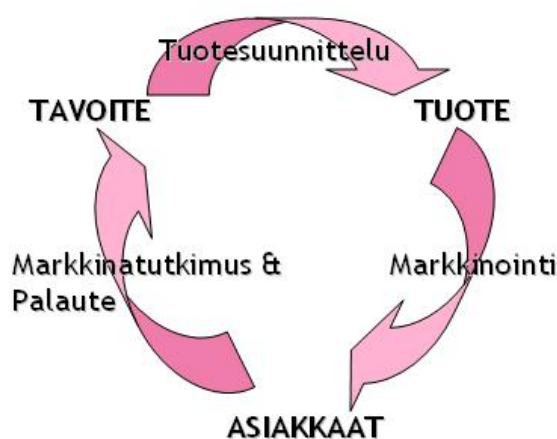 Tuotesuunnittelu
TAVOITE
TUOTE
Markkinatutkimus &
Palaute
Markkinointi
ASIAKKAAT